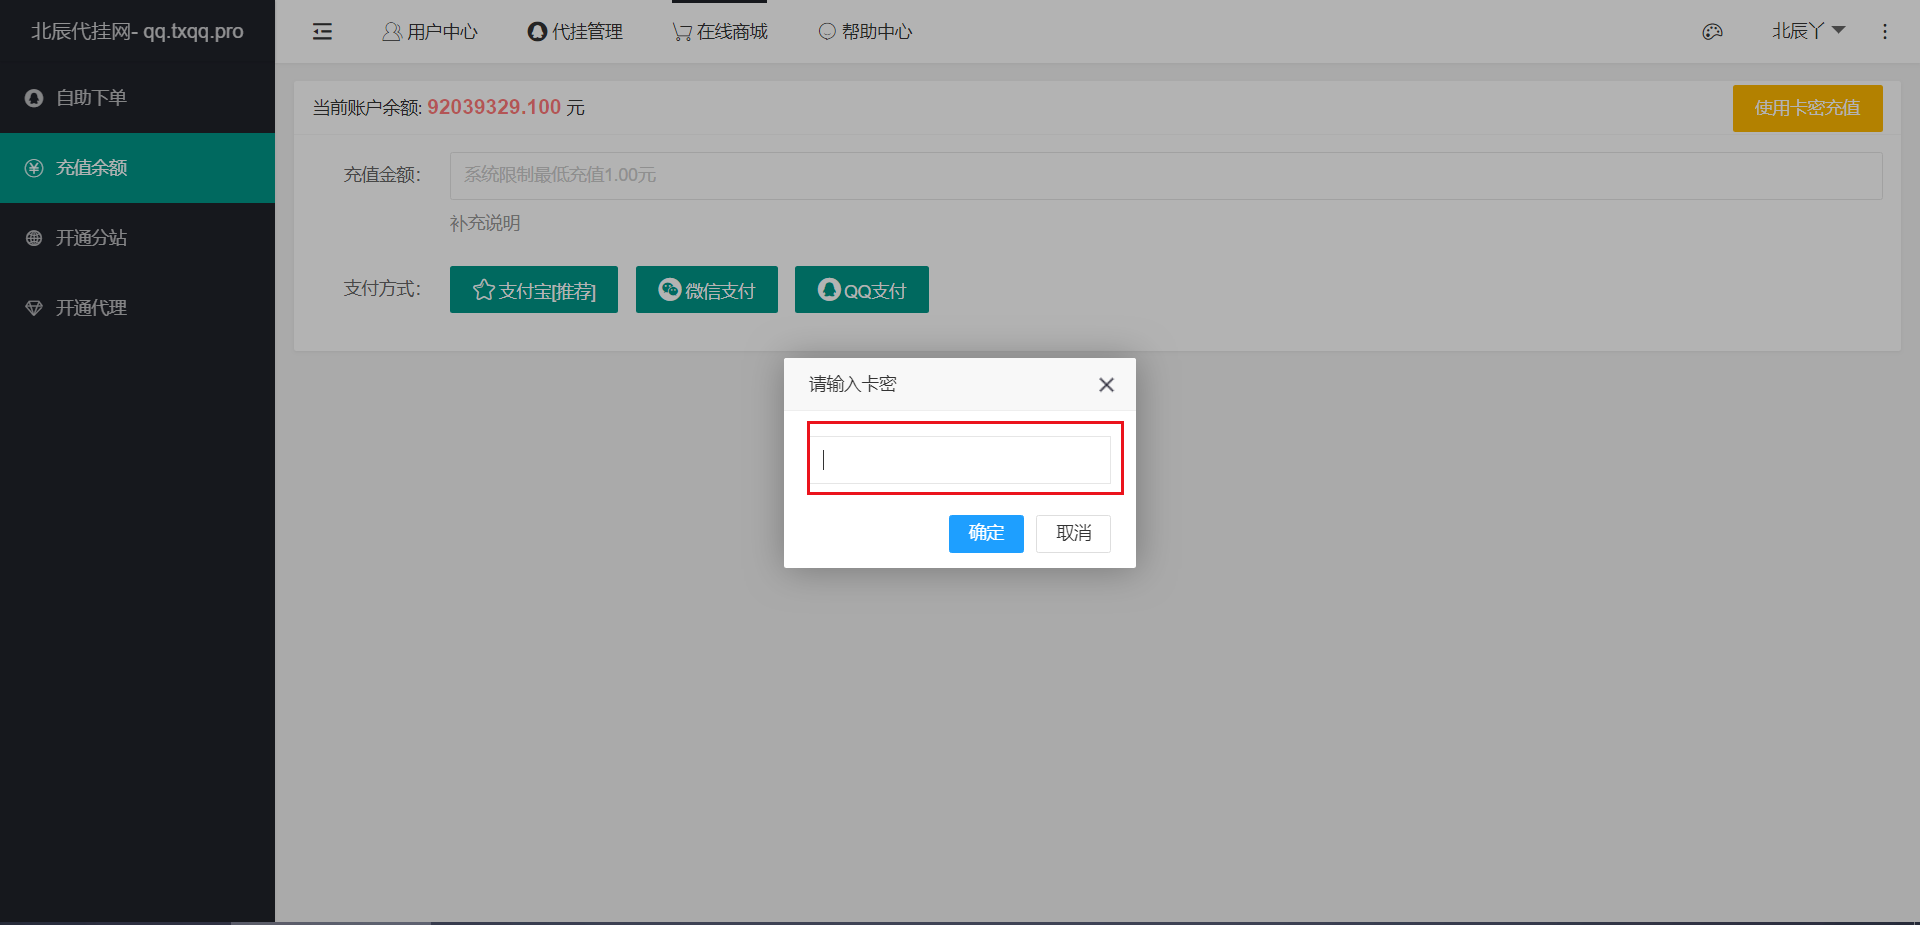 北辰代挂网- qq.txqq.pro
用户中心
代挂管理
在线商城
帮助中心
北辰丫
自助下单
充值余额
开通分站
开通代理
当前账户余额: 92039329.100 元
使用卡密充值
充值金额:
系统限制最低充值1.00元
补充说明
支付方式:
支付宝[推荐]
微信支付
QQ支付
请输入卡密
确定
取消